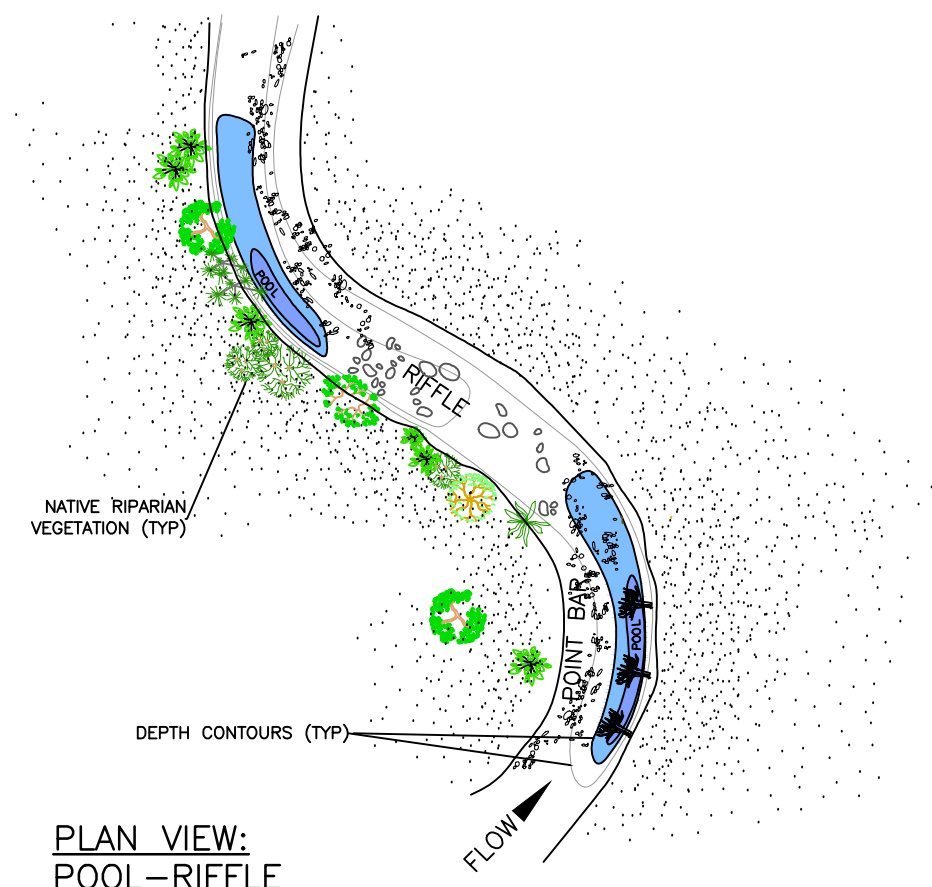 POOL
RIFFLE
NATIVE RIPARIAN
VEGETATION (TYP)
POINT BAR
POOL
DEPTH CONTOURS (TYP)
FLOW
PLAN VIEW:
POOL-RIFFLE